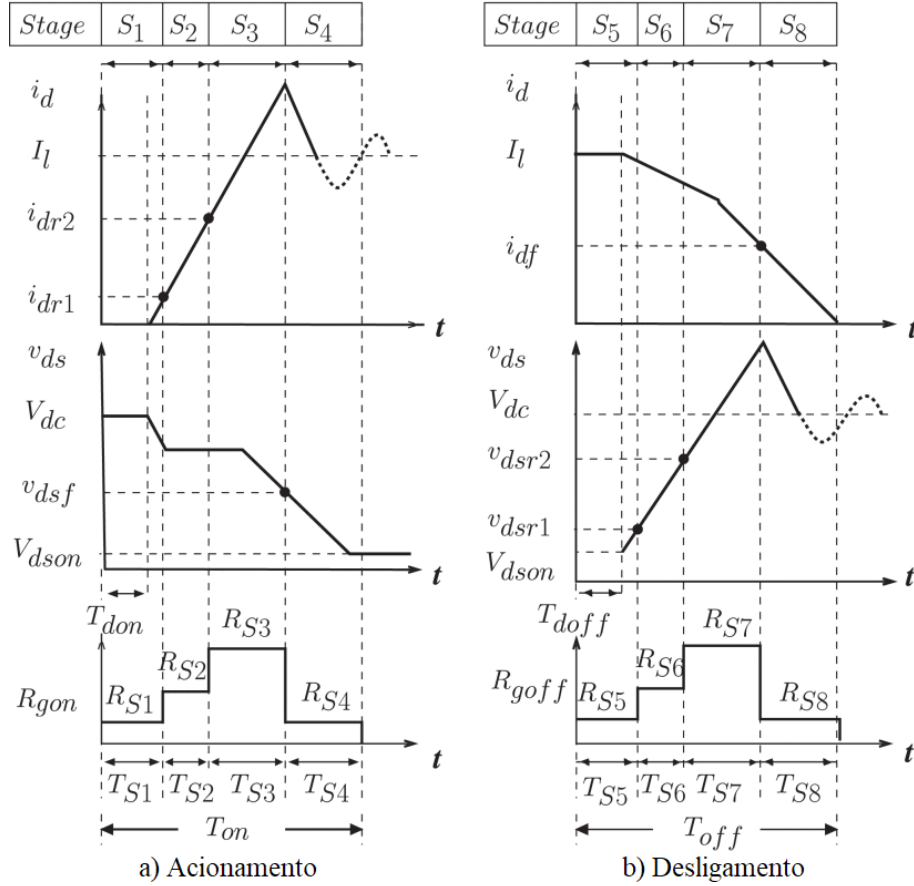 Stage S1 S2 S3 S4
id
Il
idr2
idr1
t
vds
Vdc
vdsf
Vdson
t
Tdon
RS3
RS2
Rgon RS1 RS4
t
TS1 TS2 TS3 TS4
Ton
a) Acionamento
Stage S5 S6 S7 S8
id
Il
idf
t
vds
Vdc
vdsr2
vdsr1
Vdson
t
Tdoff
RS7
RS6
Rgoff RS5 RS8
t
TS5 TS6 TS7 TS8
Toff
b) Desligamento